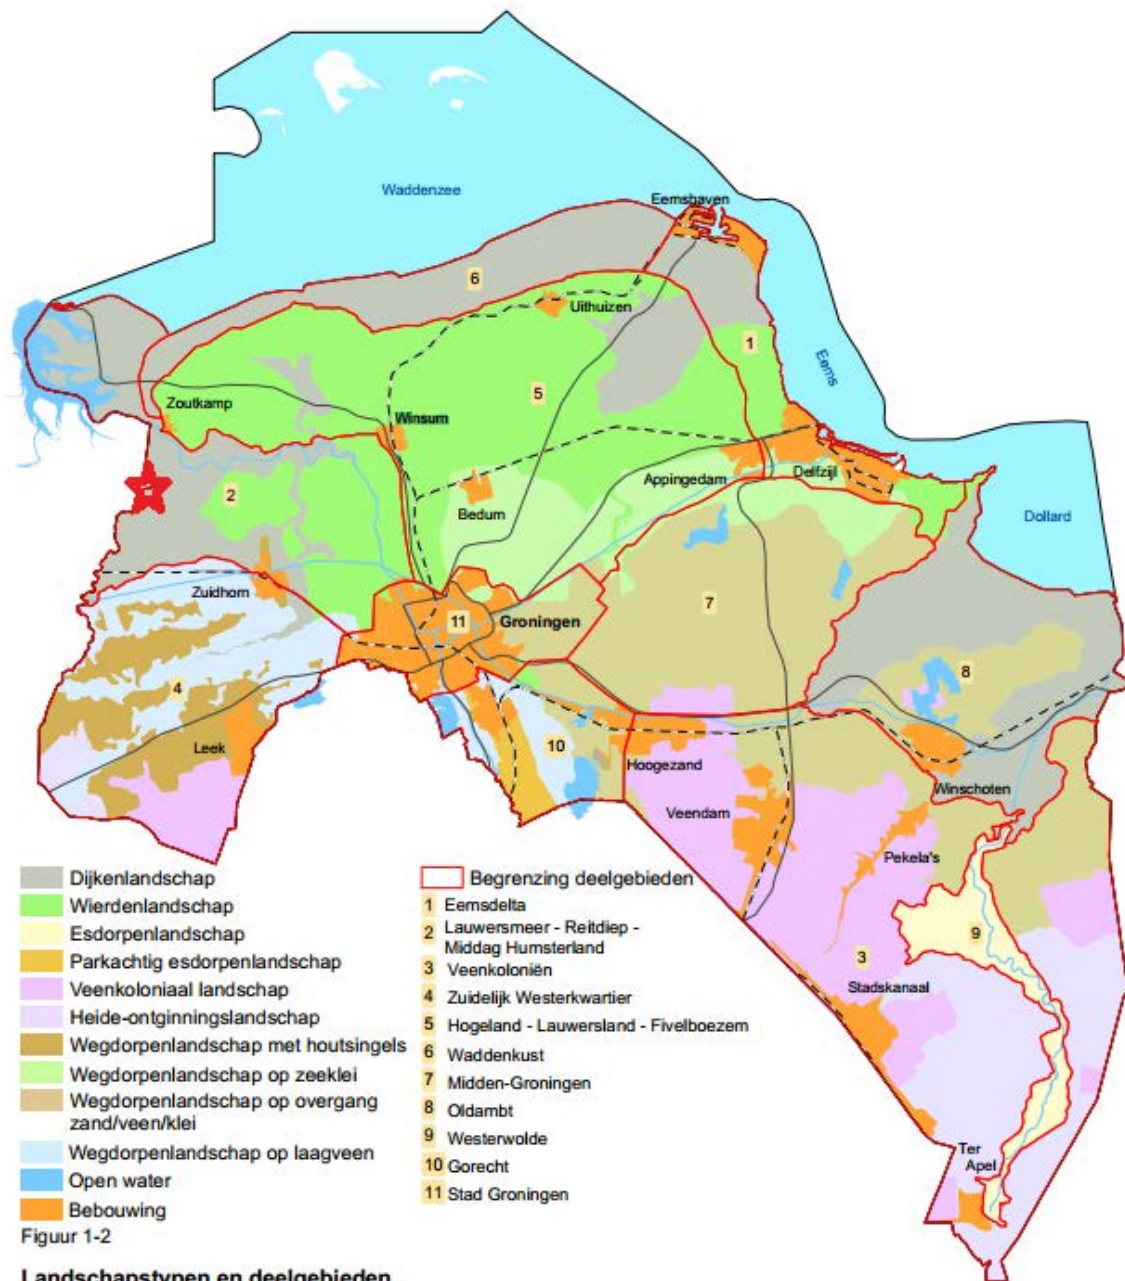 Waddenzee
Eemshaven
6
Uithuizen
1
Eems
5
Zoutkamp
Winsum
2
Appingedam
Delfzijl
Bedum
Dollard
Zuidhorn
7
11
Groningen
8
4
10
Leek
Hoogezand
Winschoten
Veendam
Pekela's
9
3
Stadskanaal
Ter
Apel
Dijkenlandschap
Wierdenlandschap
Esdorpenlandschap
Parkachtig esdorpenlandschap
Veenkoloniaal landschap
Heide-ontginningslandschap
Wegdorpenlandschap met houtsingels
Wegdorpenlandschap op zeeklei
Wegdorpenlandschap op overgang
zand/veen/klei
Wegdorpenlandschap op laagveen
Open water
Bebouwing
Begrenzing deelgebieden
1 Eemsdelta
2 Lauwersmeer - Reitdiep -
Middag Humsterland
3 Veenkoloniën
4 Zuidelijk Westerkwartier
5 Hogeland - Lauwersland - Fivelboezem
6 Waddenkust
7 Midden-Groningen
8 Oldambt
9 Westerwolde
10 Gorecht
11 Stad Groningen
Figuur 1-2
Landschapstypen en deelgebieden